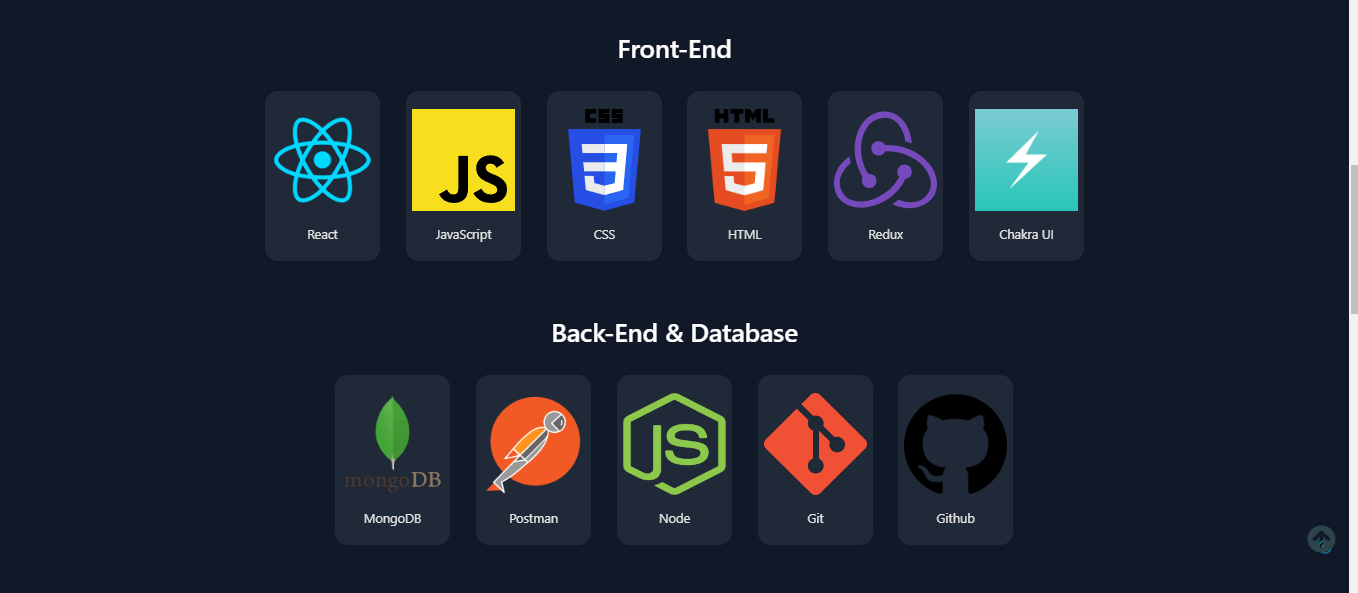 Front-End
CSS HTML
JS
React JavaScript CSS HTML Redux Chakra UI
Back-End & Database
JS
mongoDB
MongoDB Postman Node Git Github